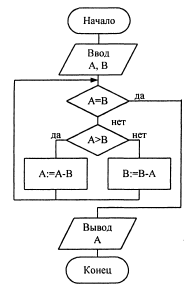 Начало
Ввод
A, B
A=B
да
нет
A>B
да
нет
A:=A-B
B:=B-A
Вывод
A
Конец